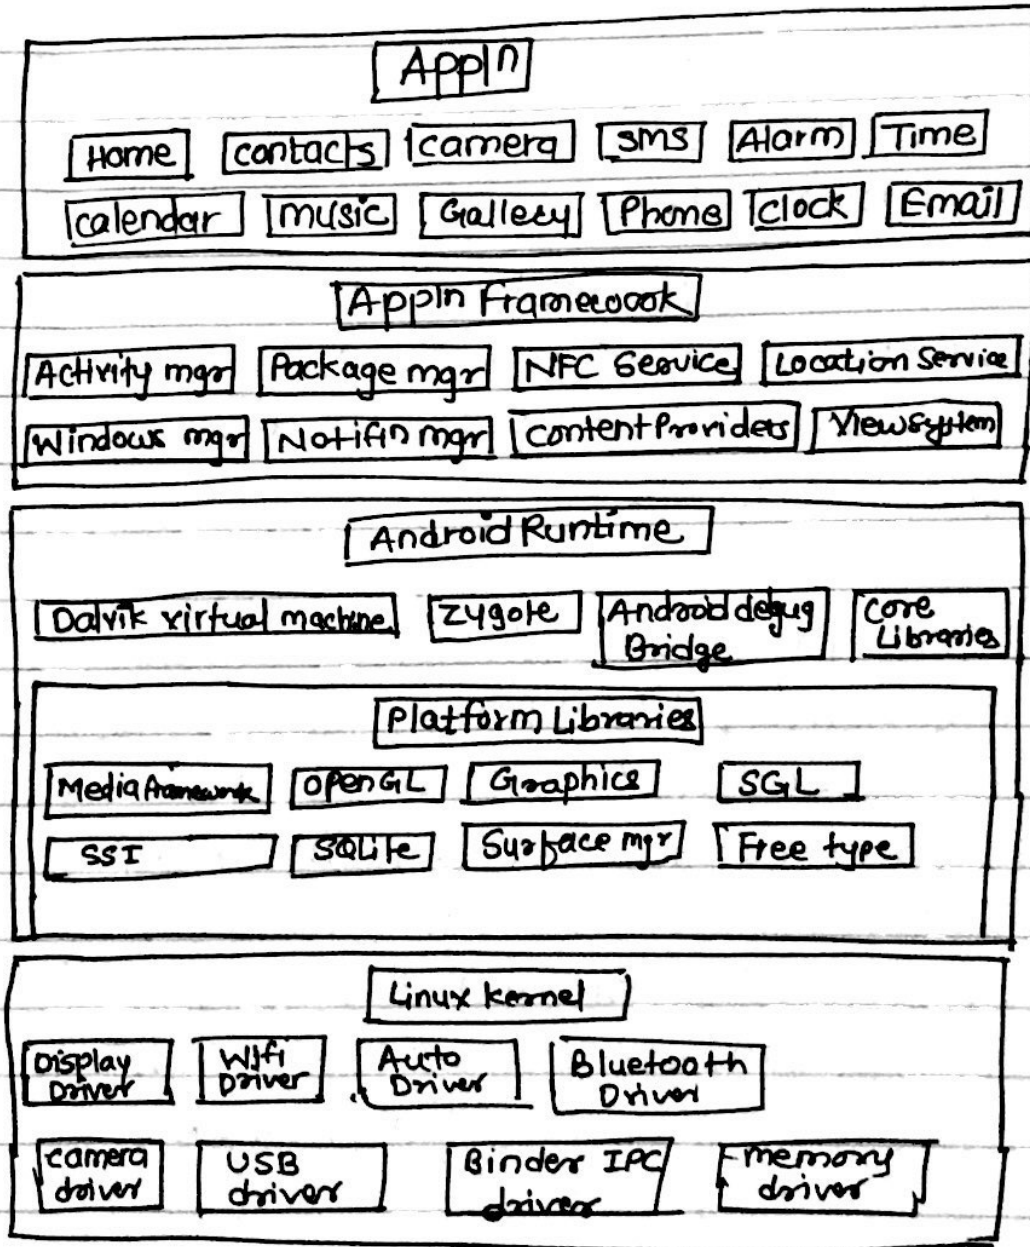 Appln
Home contacts camera SMS Alarm Time
calendar music Gallery Phone clock Email
Appln Framework
Activity mgr Package mgr NFC Service Location Service
Windows mgr Notifin mgr content Providers View System
Android Runtime
Dalvik virtual machine Zygote Android degug Core
Bridge Libraries
Platform Libraries
Media framework OpenGL Graphics SGL
SSI SQLite Surface mgr Free type
Linux kernel
Display Wifi Auto Bluetooth
Driver Driver Driver Driver
camera USB Binder IPC memory
driver driver driver driver